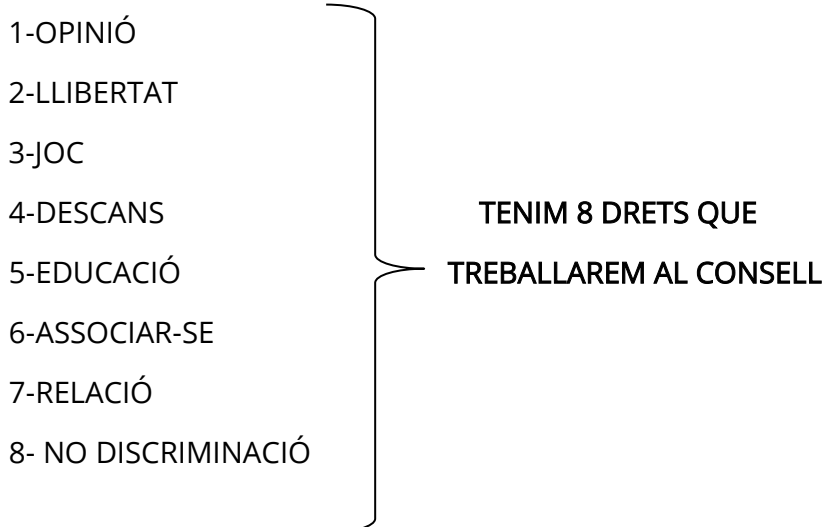 1-OPINIÓ
2-LLIBERTAT
3-JOC
4-DESCANS
5-EDUCACIÓ
6-ASSOCIAR-SE
7-RELACIÓ
8- NO DISCRIMINACIÓ
TENIM 8 DRETS QUE
TREBALLAREM AL CONSELL